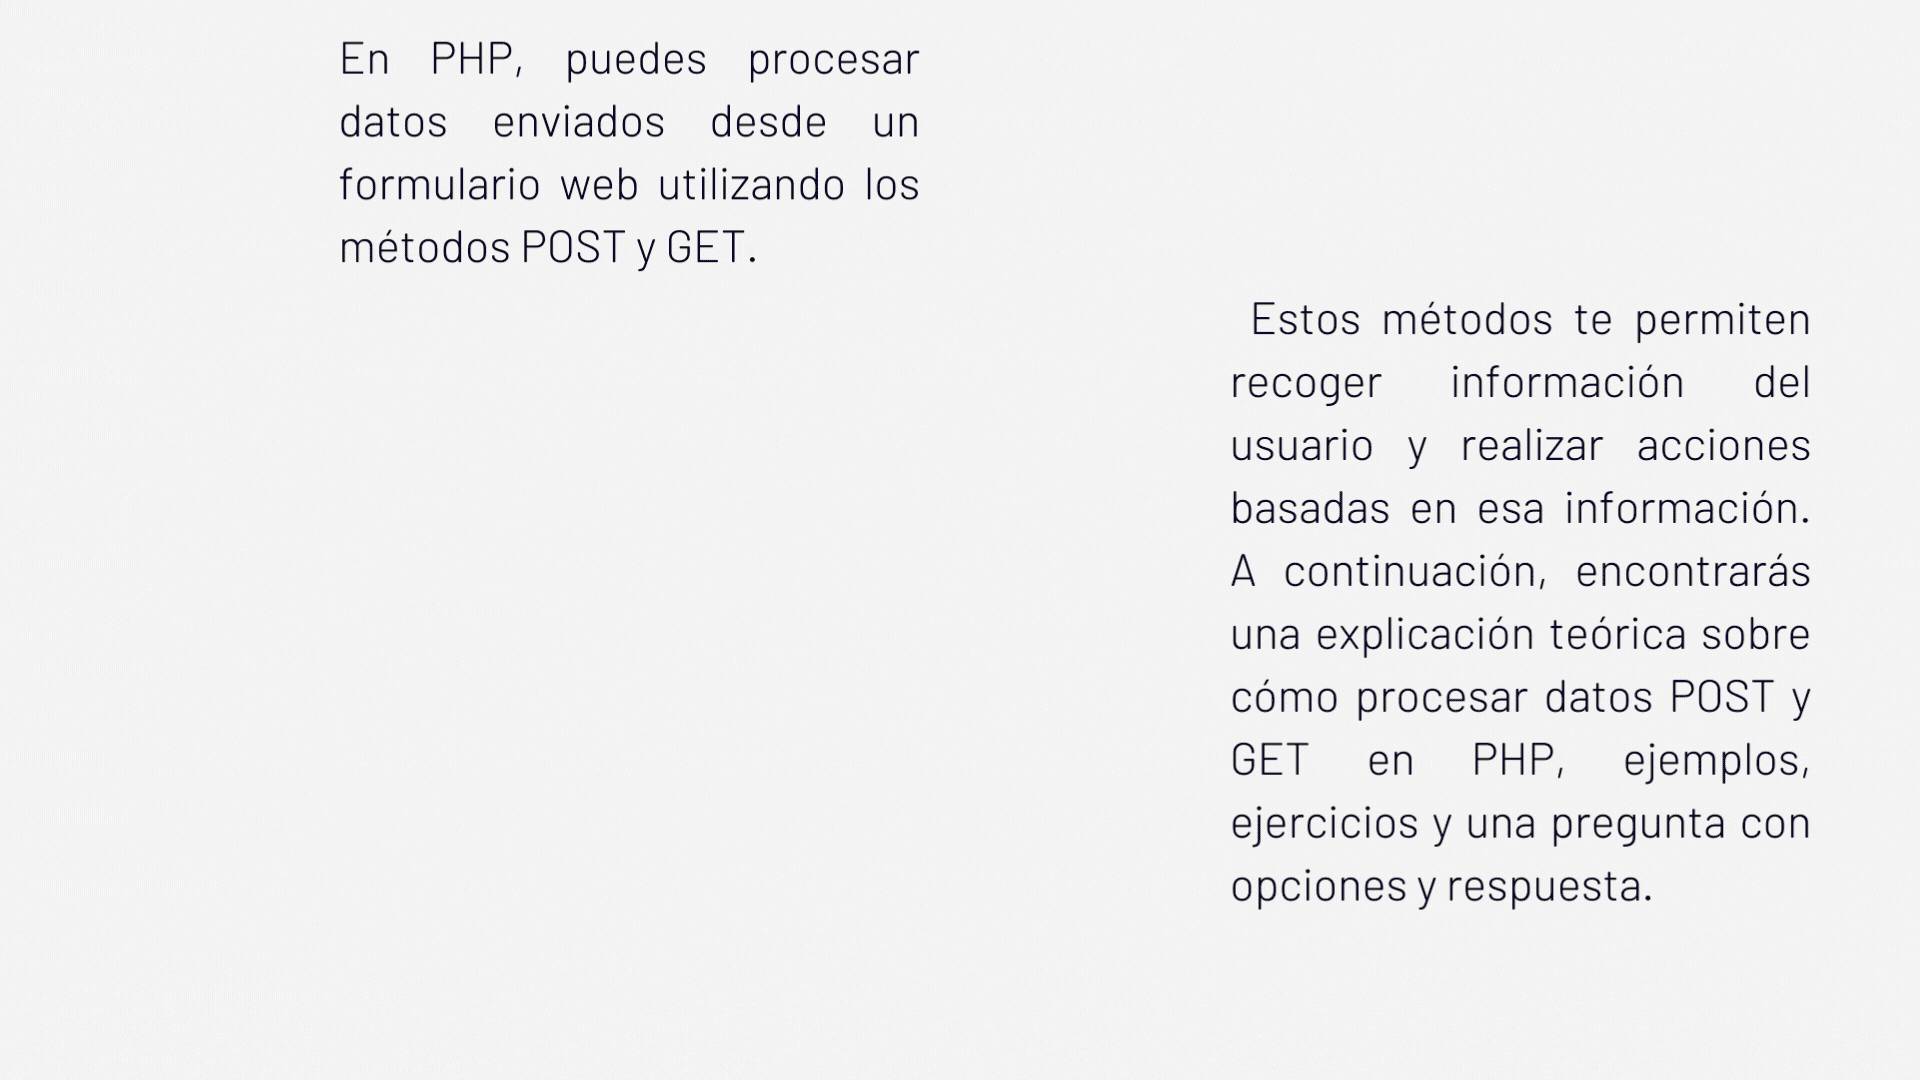 En PHP, puedes procesar
datos enviados desde un
formulario web utilizando los
métodos POST y GET.
Estos métodos te permiten
recoger información del
usuario y realizar acciones
basadas en esa información.
A continuación, encontrarás
una explicación teórica sobre
cómo procesar datos POST y
GET en PHP, ejemplos,
ejercicios y una pregunta con
opciones y respuesta.